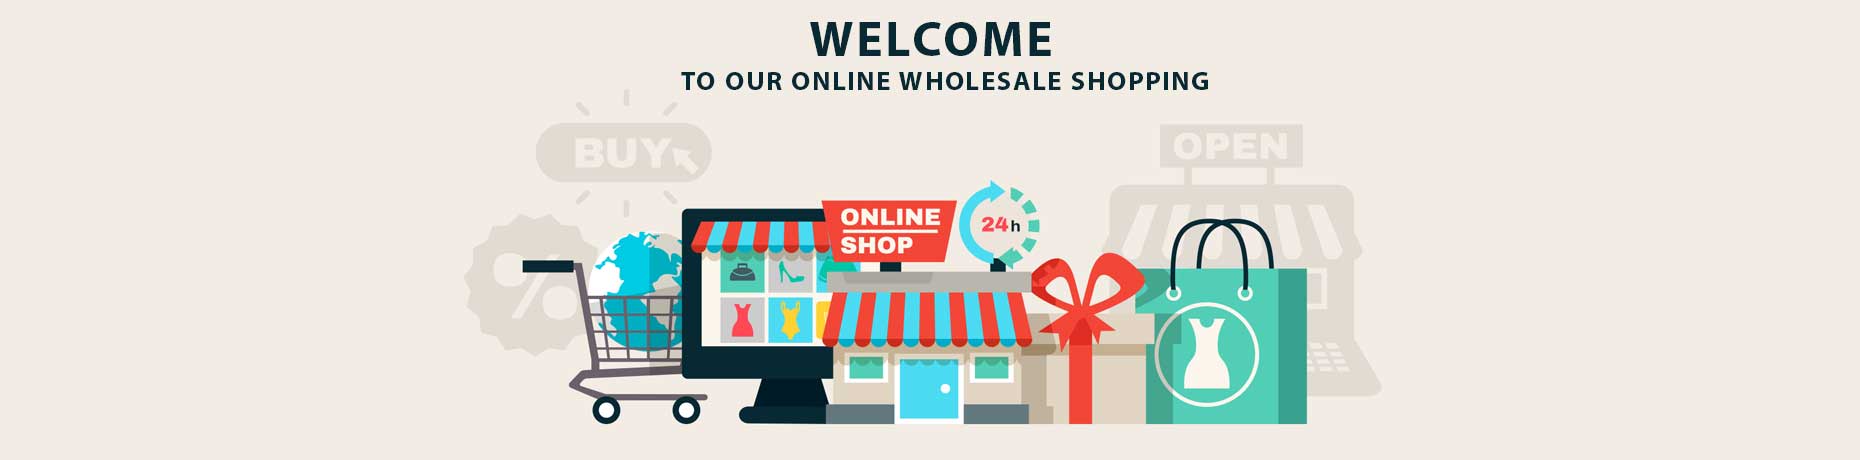 WELCOME
TO OUR ONLINE WHOLESALE SHOPPING
BUY
OPEN
ONLINE
SHOP
24h
%